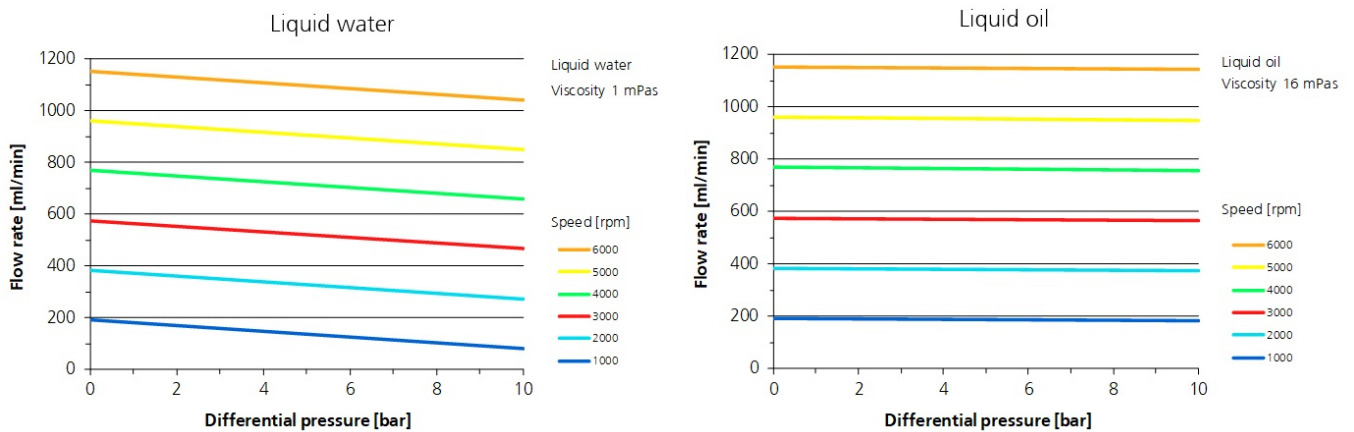 Liquid water
Liquid water
Viscosity 1 mPas
Flow rate [ml/min]
1200
1000
800
600
400
200
0
0 2 4 6 8 10
Differential pressure [bar]
Speed [rpm]
6000
5000
4000
3000
2000
1000
Liquid oil
Liquid oil
Viscosity 16 mPas
Flow rate [ml/min]
1200
1000
800
600
400
200
0
0 2 4 6 8 10
Differential pressure [bar]
Speed [rpm]
6000
5000
4000
3000
2000
1000